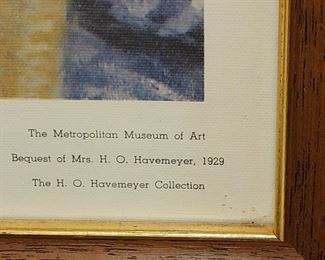 The Metropolitan Museum of Art
Bequest of Mrs. H. O. Havemeyer, 1929
The H. O. Havemeyer Collection